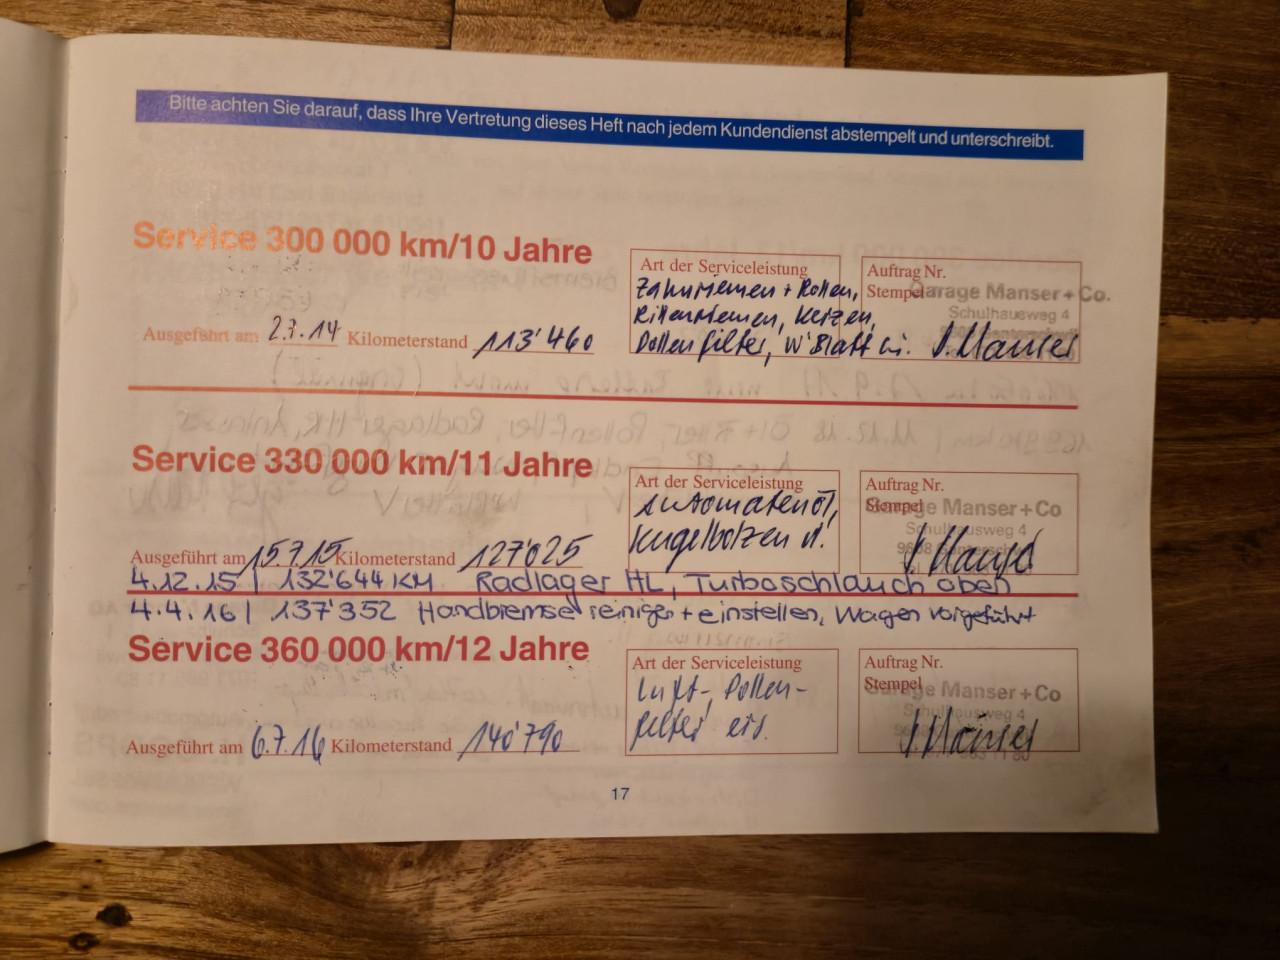 Bitte achten Sie darauf, dass Ihre Vertretung dieses Heft nach jedem Kundendienst abstempelt und unterschreibt.
Service 300 000 km/10 Jahre
Ausgeführt am 2.7.14 Kilometerstand 113'460
Art der Serviceleistung
Zahnriemen + Rollen,
Rillenriemen, Kerzen,
Pollenfilter, W'Blatt
Auftrag Nr.
Stempel Garage Manser + Co.
Schulhausweg 4
Service 330 000 km/11 Jahre
Ausgeführt am 15.7.15 Kilometerstand 127'025
Art der Serviceleistung
Automatenöl,
Kugelbolzen
Auftrag Nr.
Stempel Garage Manser + Co
Schulhausweg 4
4.12.15 | 132'644 KM Radlager HL, Turboschlauch oben
4.4.16 | 137'352 Handbremse reinigen + einstellen, Wagen vorgeführt
Service 360 000 km/12 Jahre
Ausgeführt am 6.7.16 Kilometerstand 140'790
Art der Serviceleistung
Luft-, Pollen-
filter ers.
Auftrag Nr.
Stempel Garage Manser + Co
Schulhausweg 4
17